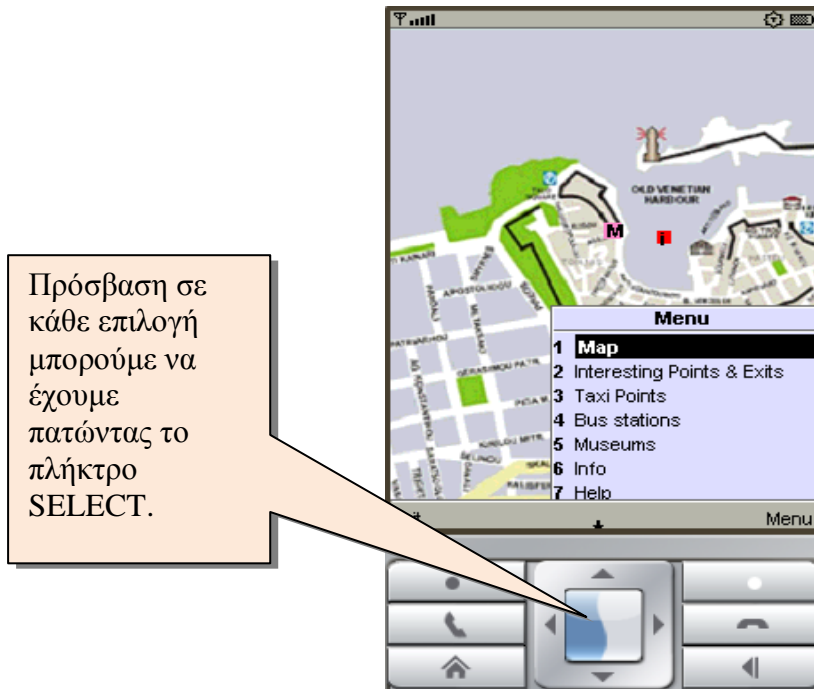 Πρόσβαση σε
κάθε επιλογή
μπορούμε να
έχουμε
πατώντας το
πλήκτρο
SELECT.
OLD VENETIAN
HARBOUR
M
i
Menu
1 Map
2 Interesting Points & Exits
3 Taxi Points
4 Bus stations
5 Museums
6 Info
7 Help
Menu